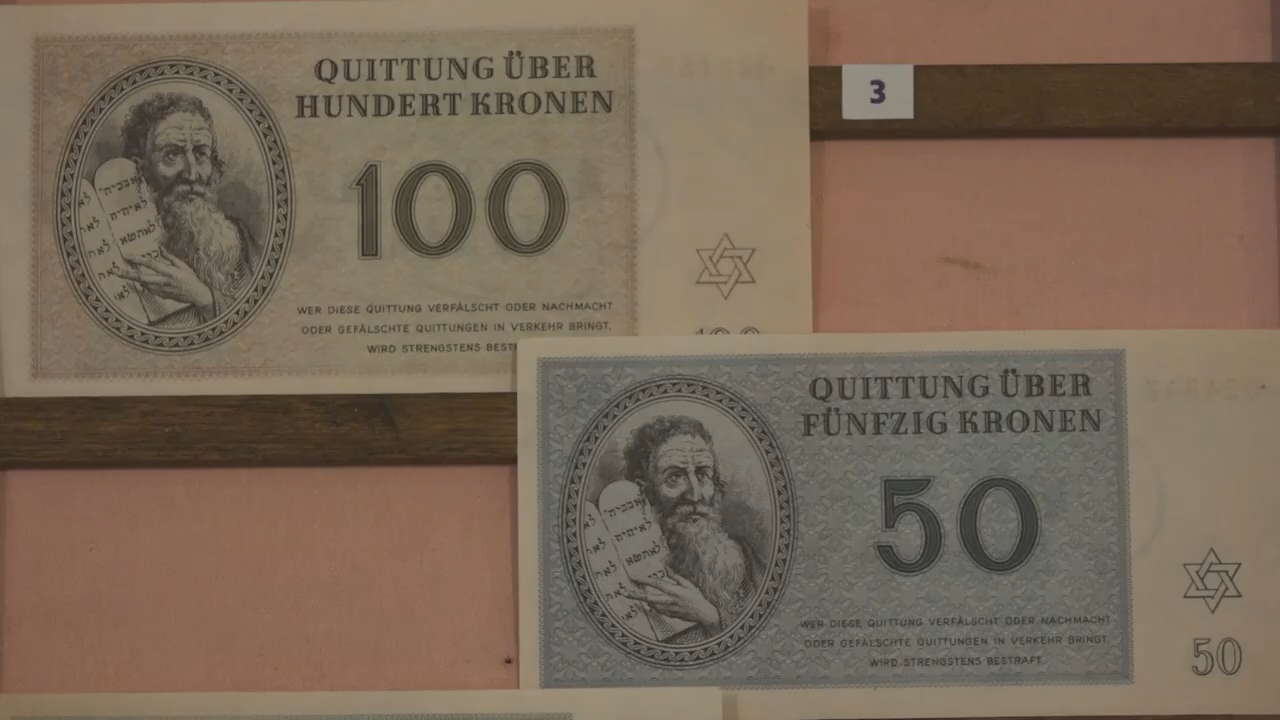 QUITTUNG ÜBER
HUNDERT KRONEN
100
WER DIESE QUITTUNG VERFÄLSCHT ODER NACHMACHT
ODER GEFÄLSCHTE QUITTUNGEN IN VERKEHR BRINGT,
WIRD STRENGSTENS BEST
3
QUITTUNG ÜBER
FÜNFZIG KRONEN
50
WER DIESE QUITTUNG VERFÄLSCHT ODER NACHMACHT
ODER GEFÄLSCHTE QUITTUNGEN IN VERKEHR BRINGT,
WIRD STRENGSTENS BESTRAFT
50